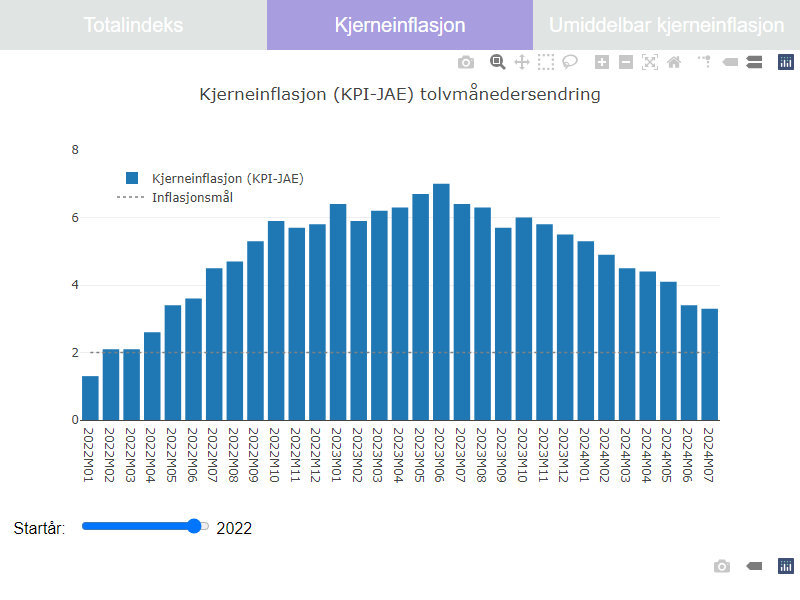 Totalindeks Kjerneinflasjon Umiddelbar kjerneinflasjon
Kjerneinflasjon (KPI-JAE) tolvmånedersendring
8
Kjerneinflasjon (KPI-JAE)
Inflasjonsmål
6
4
2
0
2022M01 2022M02 2022M03 2022M04 2022M05 2022M06 2022M07 2022M08 2022M09 2022M10 2022M11 2022M12 2023M01 2023M02 2023M03 2023M04 2023M05 2023M06 2023M07 2023M08 2023M09 2023M10 2023M11 2023M12 2024M01 2024M02 2024M03 2024M04 2024M05 2024M06 2024M07
Startår: 2022